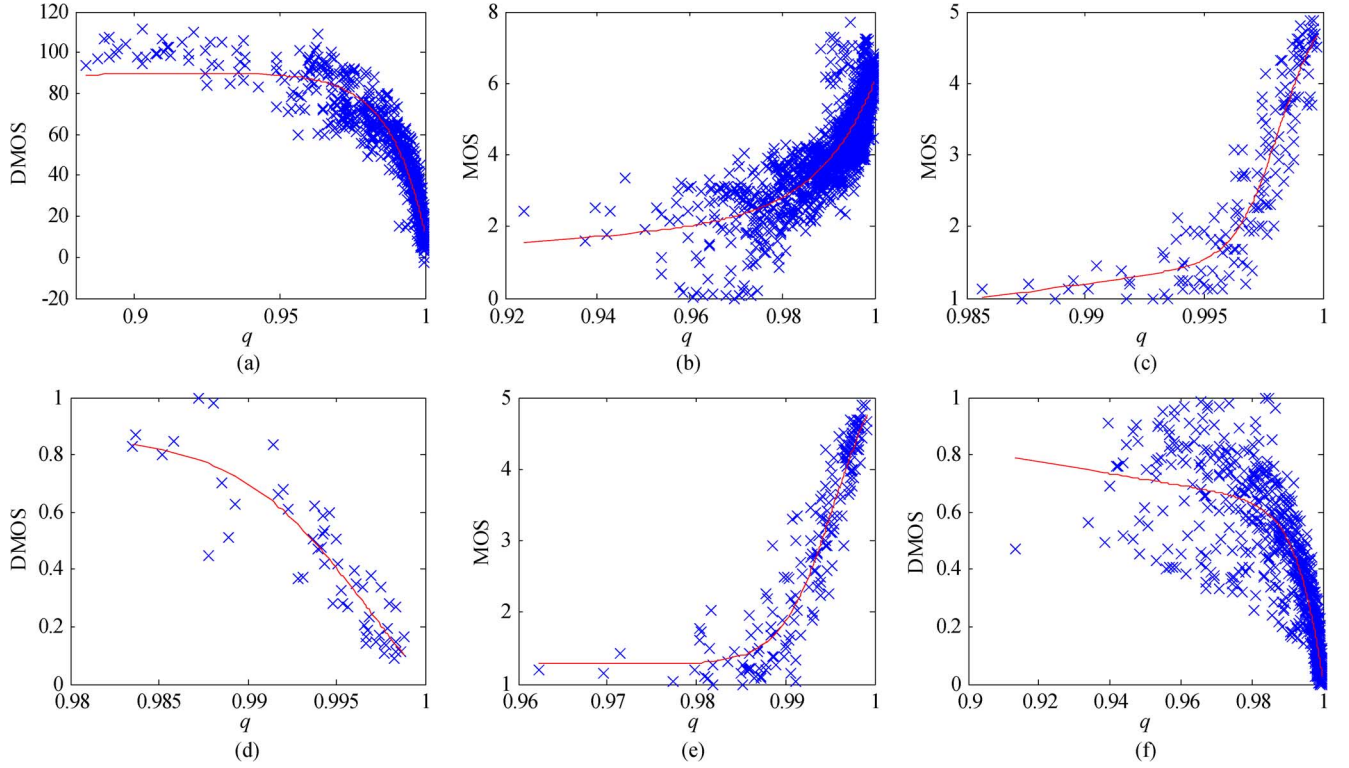 120
100
80
60
40
20
0
-20
DMOS
0.9 0.95 1
q
(a)
8
6
4
2
0
MOS
0.92 0.94 0.96 0.98 1
q
(b)
5
4
3
2
1
MOS
0.985 0.99 0.995 1
q
(c)
1
0.8
0.6
0.4
0.2
0
DMOS
0.98 0.985 0.99 0.995 1
q
(d)
5
4
3
2
1
MOS
0.96 0.97 0.98 0.99 1
q
(e)
1
0.8
0.6
0.4
0.2
0
DMOS
0.9 0.92 0.94 0.96 0.98 1
q
(f)